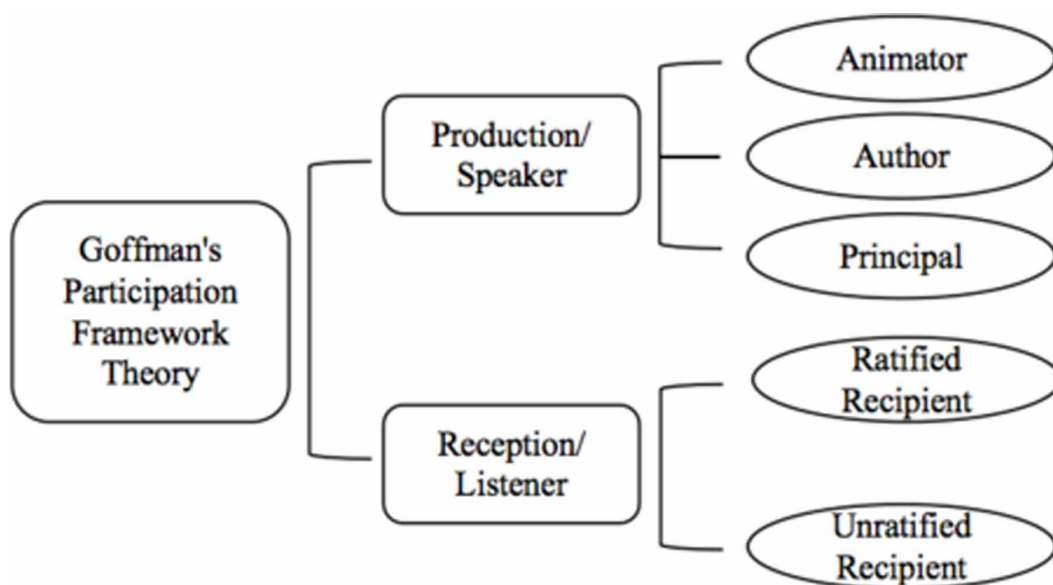 Goffman's
Participation
Framework
Theory
Production/
Speaker
Animator
Author
Principal
Reception/
Listener
Ratified
Recipient
Unratified
Recipient